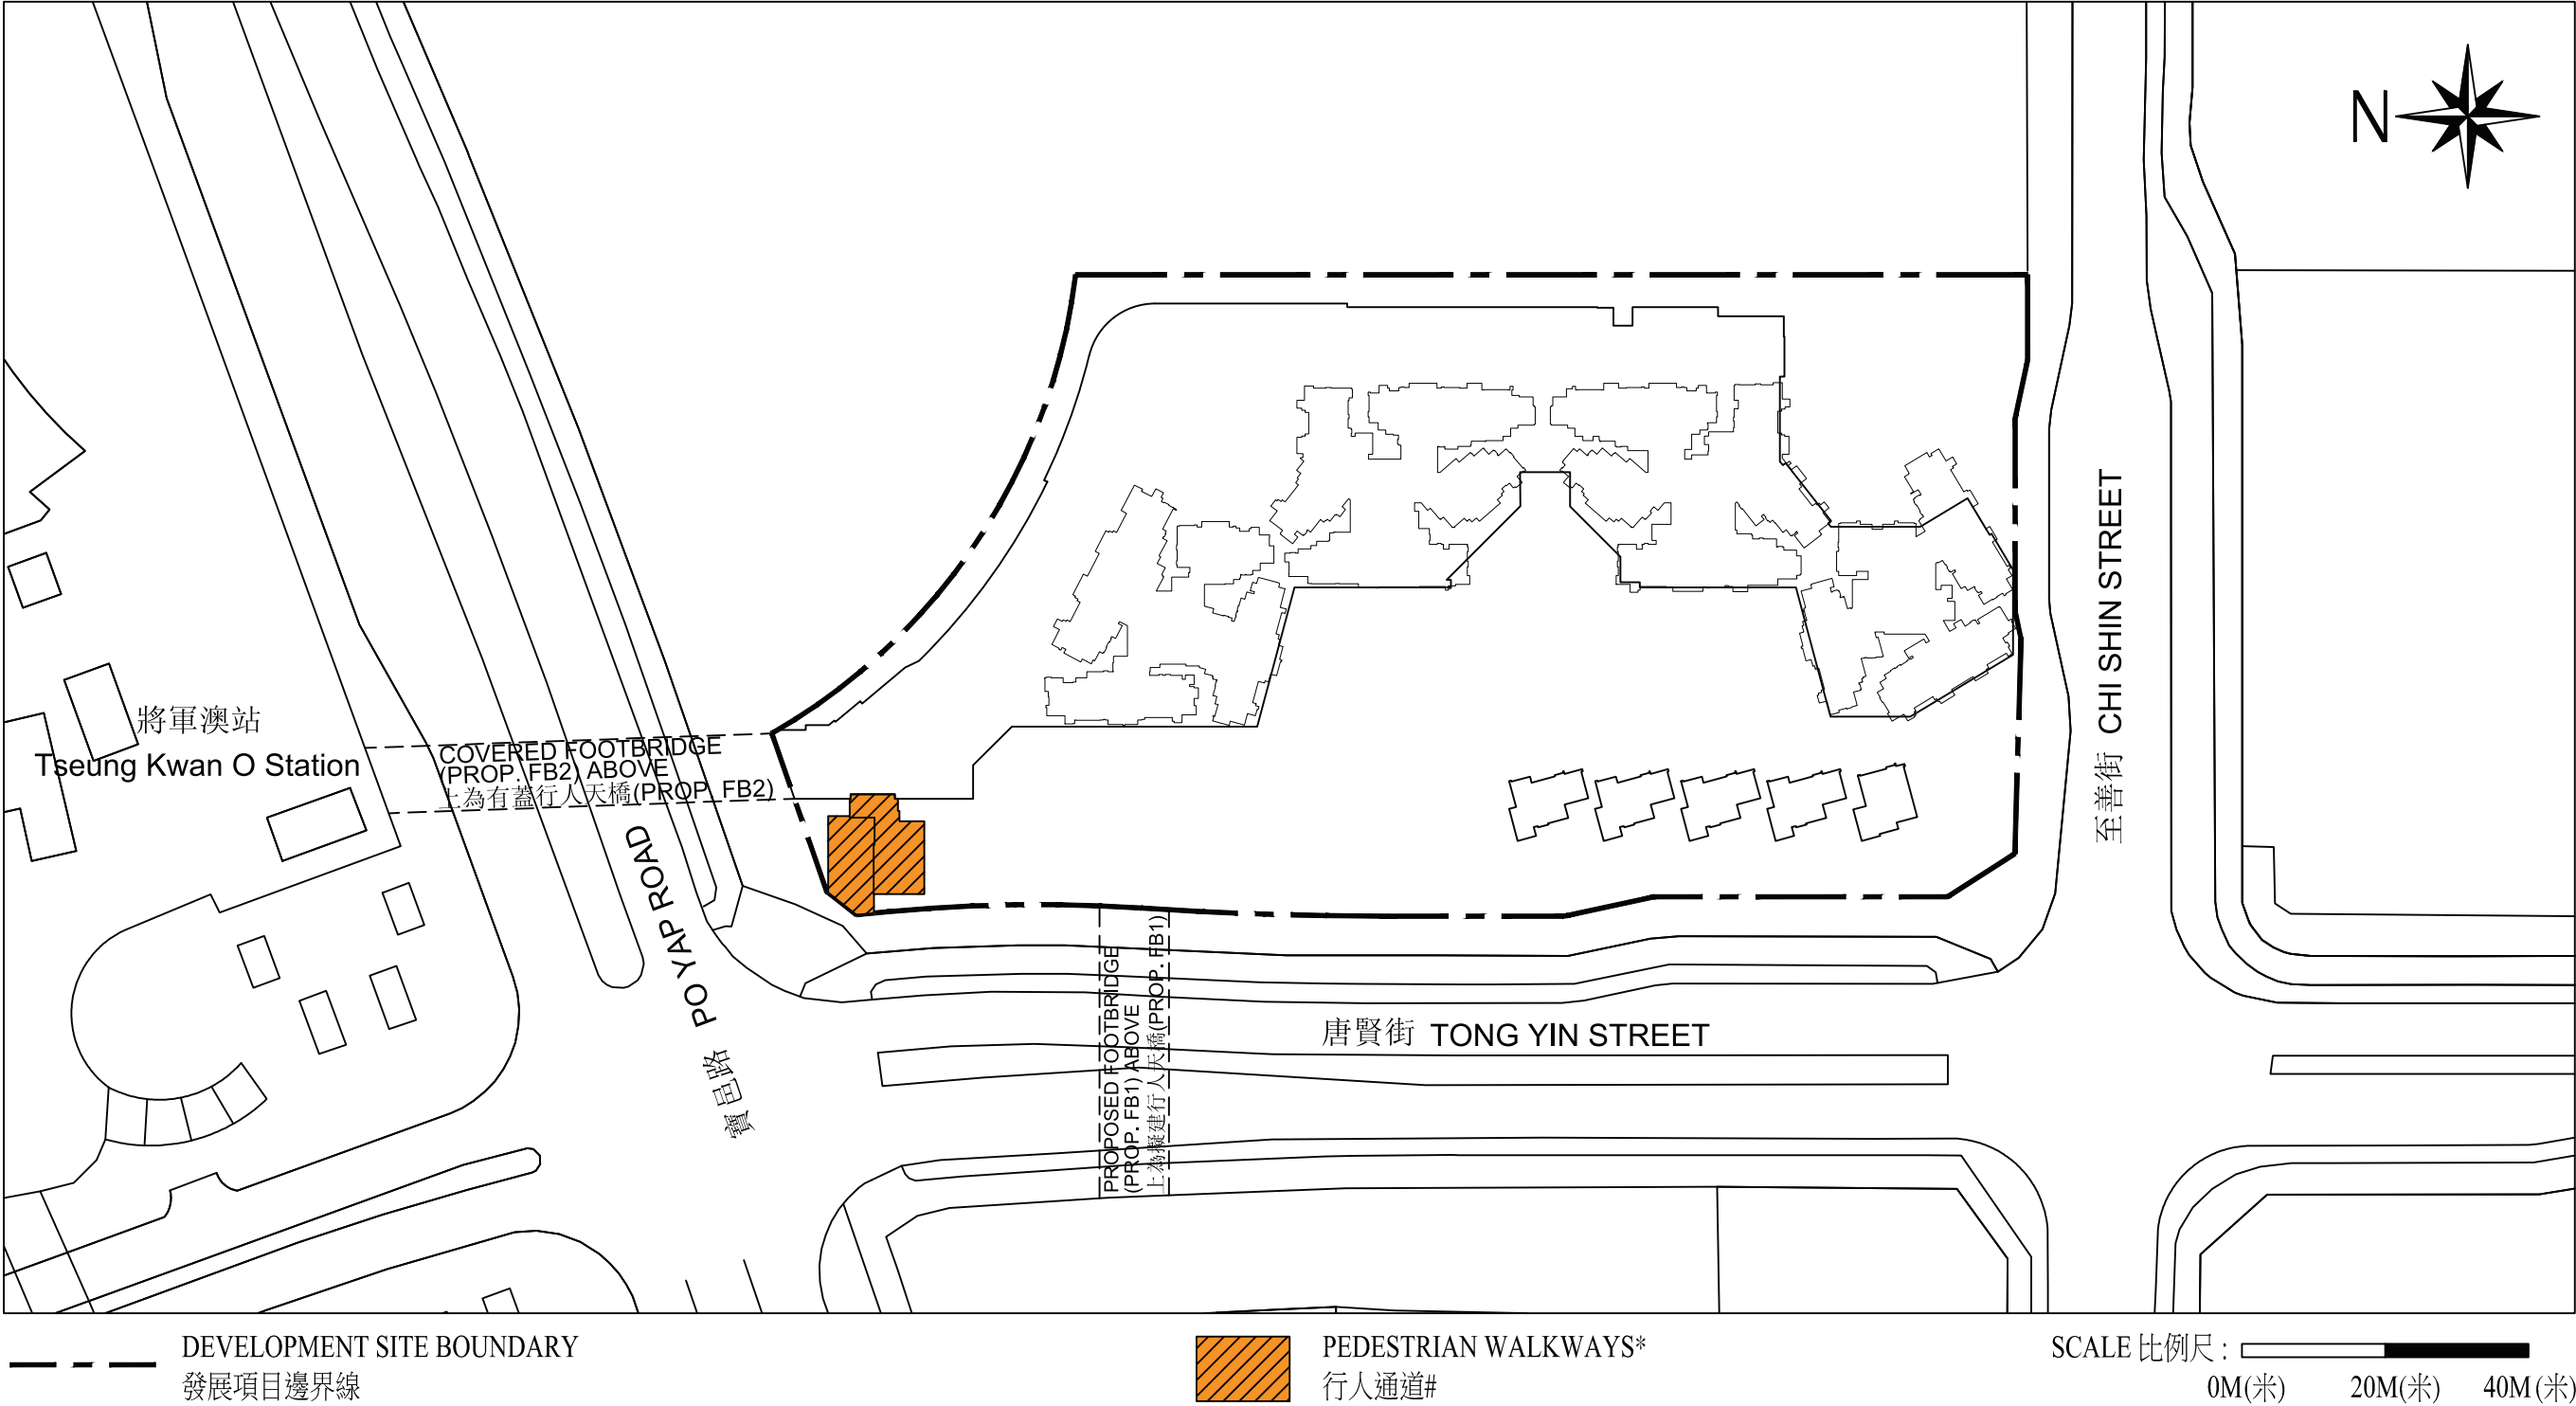 N
將軍澳站
Tseung Kwan O Station
COVERED FOOTBRIDGE
(PROP. FB2) ABOVE
上為有蓋行人天橋(PROP. FB2)
寶邑路 PO YAP ROAD
至善街 CHI SHIN STREET
PROPOSED FOOTBRIDGE
(PROP. FB1) ABOVE
上為擬建行人天橋(PROP. FB1)
唐賢街 TONG YIN STREET
DEVELOPMENT SITE BOUNDARY
發展項目邊界線
PEDESTRIAN WALKWAYS*
行人通道#
SCALE 比例尺 :
0M(米) 20M(米) 40M(米)